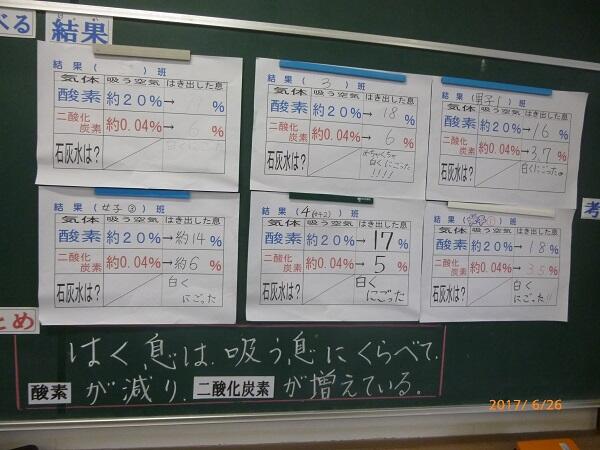 べる
結果
結果( )班
気体 吸う空気 はき出した息
酸素 約20%→ %
二酸化炭素 約0.04%→ %
石灰水は?
結果( 3 )班
気体 吸う空気 はき出した息
酸素 約20%→ 18 %
二酸化炭素 約0.04%→ 6 %
石灰水は? 白くにごった
!!!!
結果(男子1)班
気体 吸う空気 はき出した息
酸素 約20%→ 16 %
二酸化炭素 約0.04%→ 3.7 %
石灰水は? 白くにごった。
結果(女子③)班
気体 吸う空気 はき出した息
酸素 約20%→ 約14 %
二酸化炭素 約0.04%→ 約6 %
石灰水は? 白く
にごった
結果( 4 )班
気体 吸う空気 はき出した息
酸素 約20%→ 17 %
二酸化炭素 約0.04%→ 5 %
石灰水は? 白く
にごった
結果( )班
気体 吸う空気 はき出した息
酸素 約20%→ 18 %
二酸化炭素 約0.04%→ 3.5 %
石灰水は? 白く
にごった!!
考
とめ
はく息は、吸う息にくらべて、
酸素が減り、二酸化炭素が増えている。
2017/ 6/26